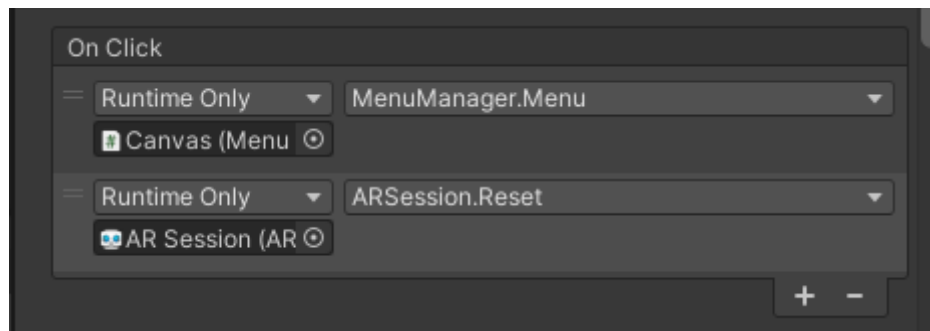 On Click
Runtime Only MenuManager.Menu
Canvas (Menu
Runtime Only ARSession.Reset
AR Session (AR